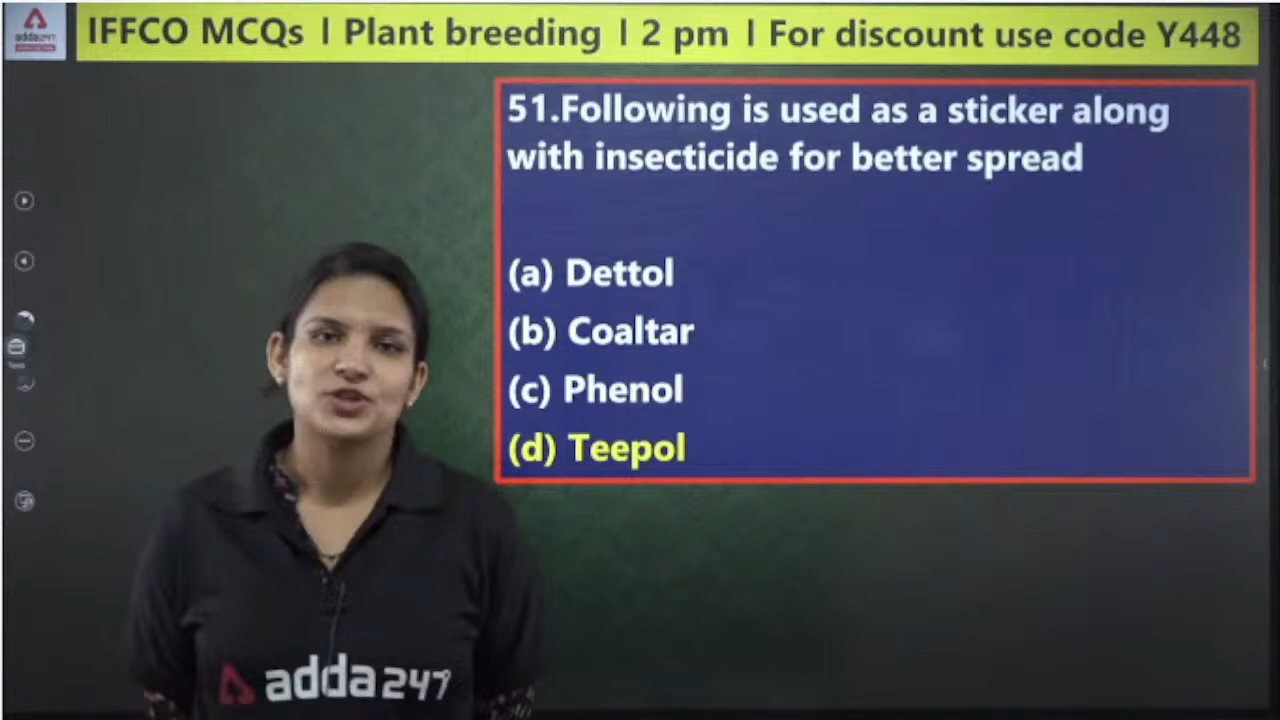 adda247
IFFCO MCQs I Plant breeding I 2 pm I For discount use code Y448
51.Following is used as a sticker along
with insecticide for better spread
(a) Dettol
(b) Coaltar
(c) Phenol
(d) Teepol
adda247